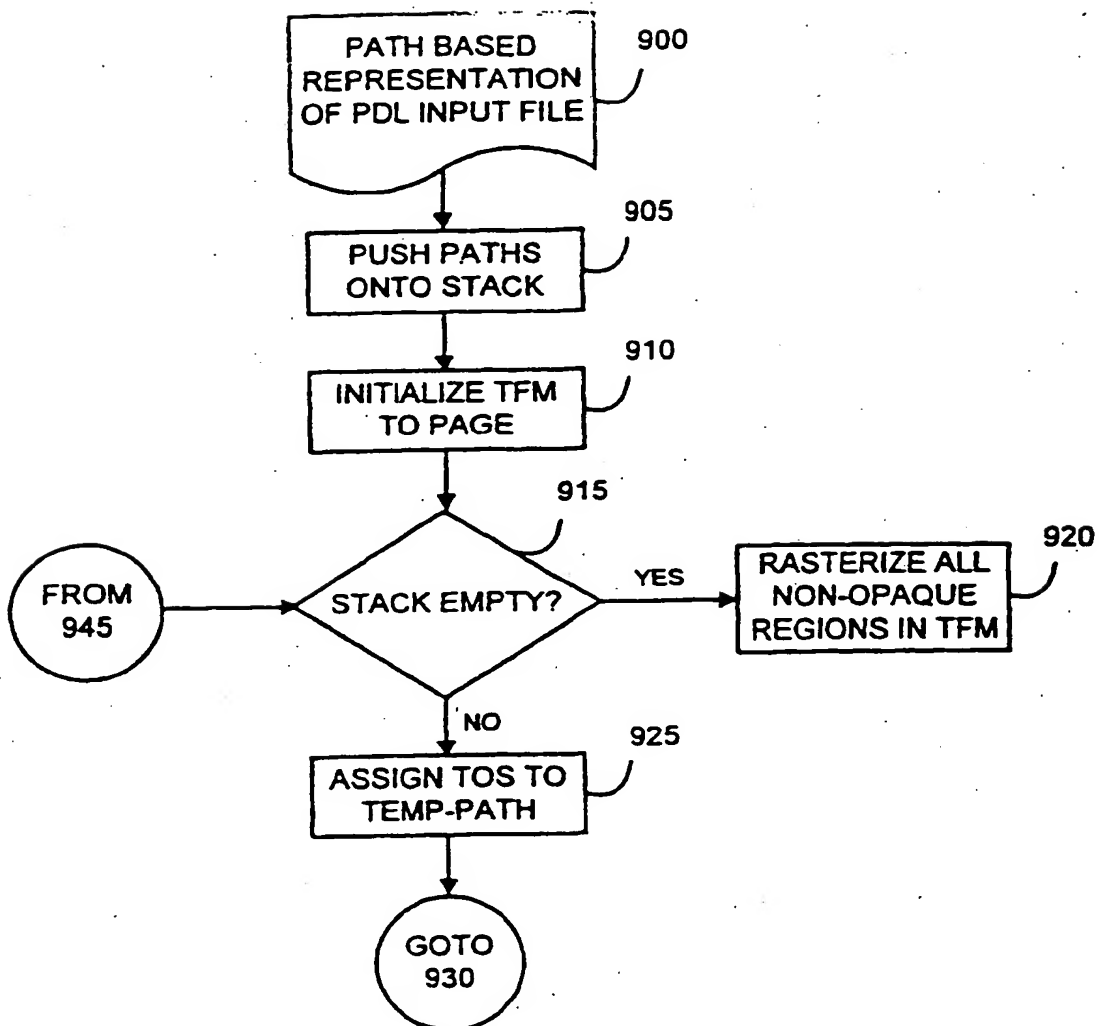 PATH BASED
REPRESENTATION
OF PDL INPUT FILE
900
905
PUSH PATHS
ONTO STACK
910
INITIALIZE TFM
TO PAGE
915
FROM
945
STACK EMPTY?
YES
920
RASTERIZE ALL
NON-OPAQUE
REGIONS IN TFM
NO
925
ASSIGN TOS TO
TEMP-PATH
GOTO
930